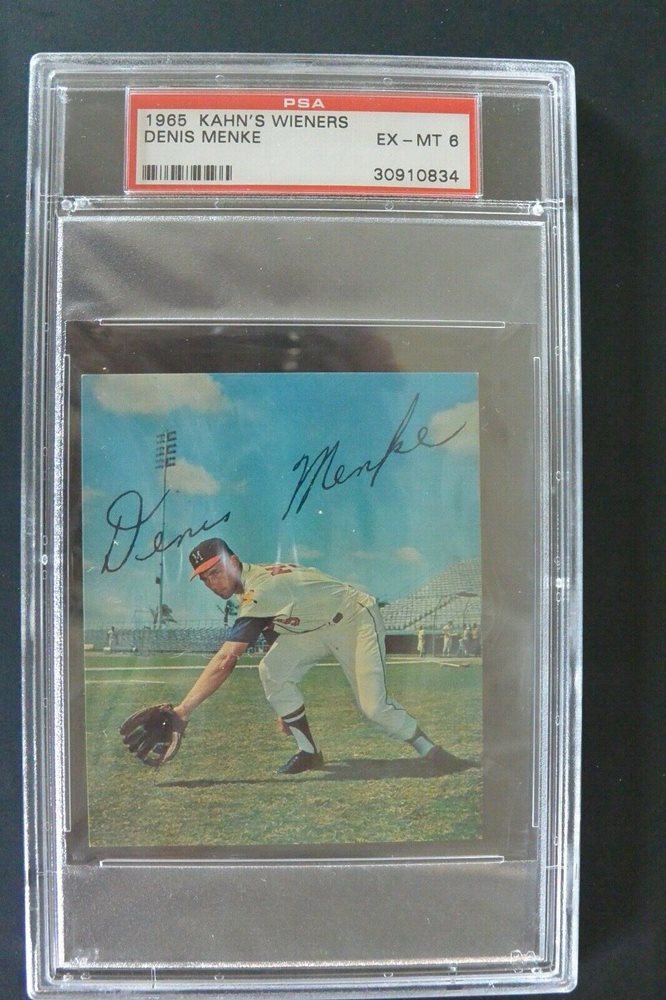 PSA
1965 KAHN'S WIENERS
DENIS MENKE
EX - MT 6
30910834
Denis Menke
M